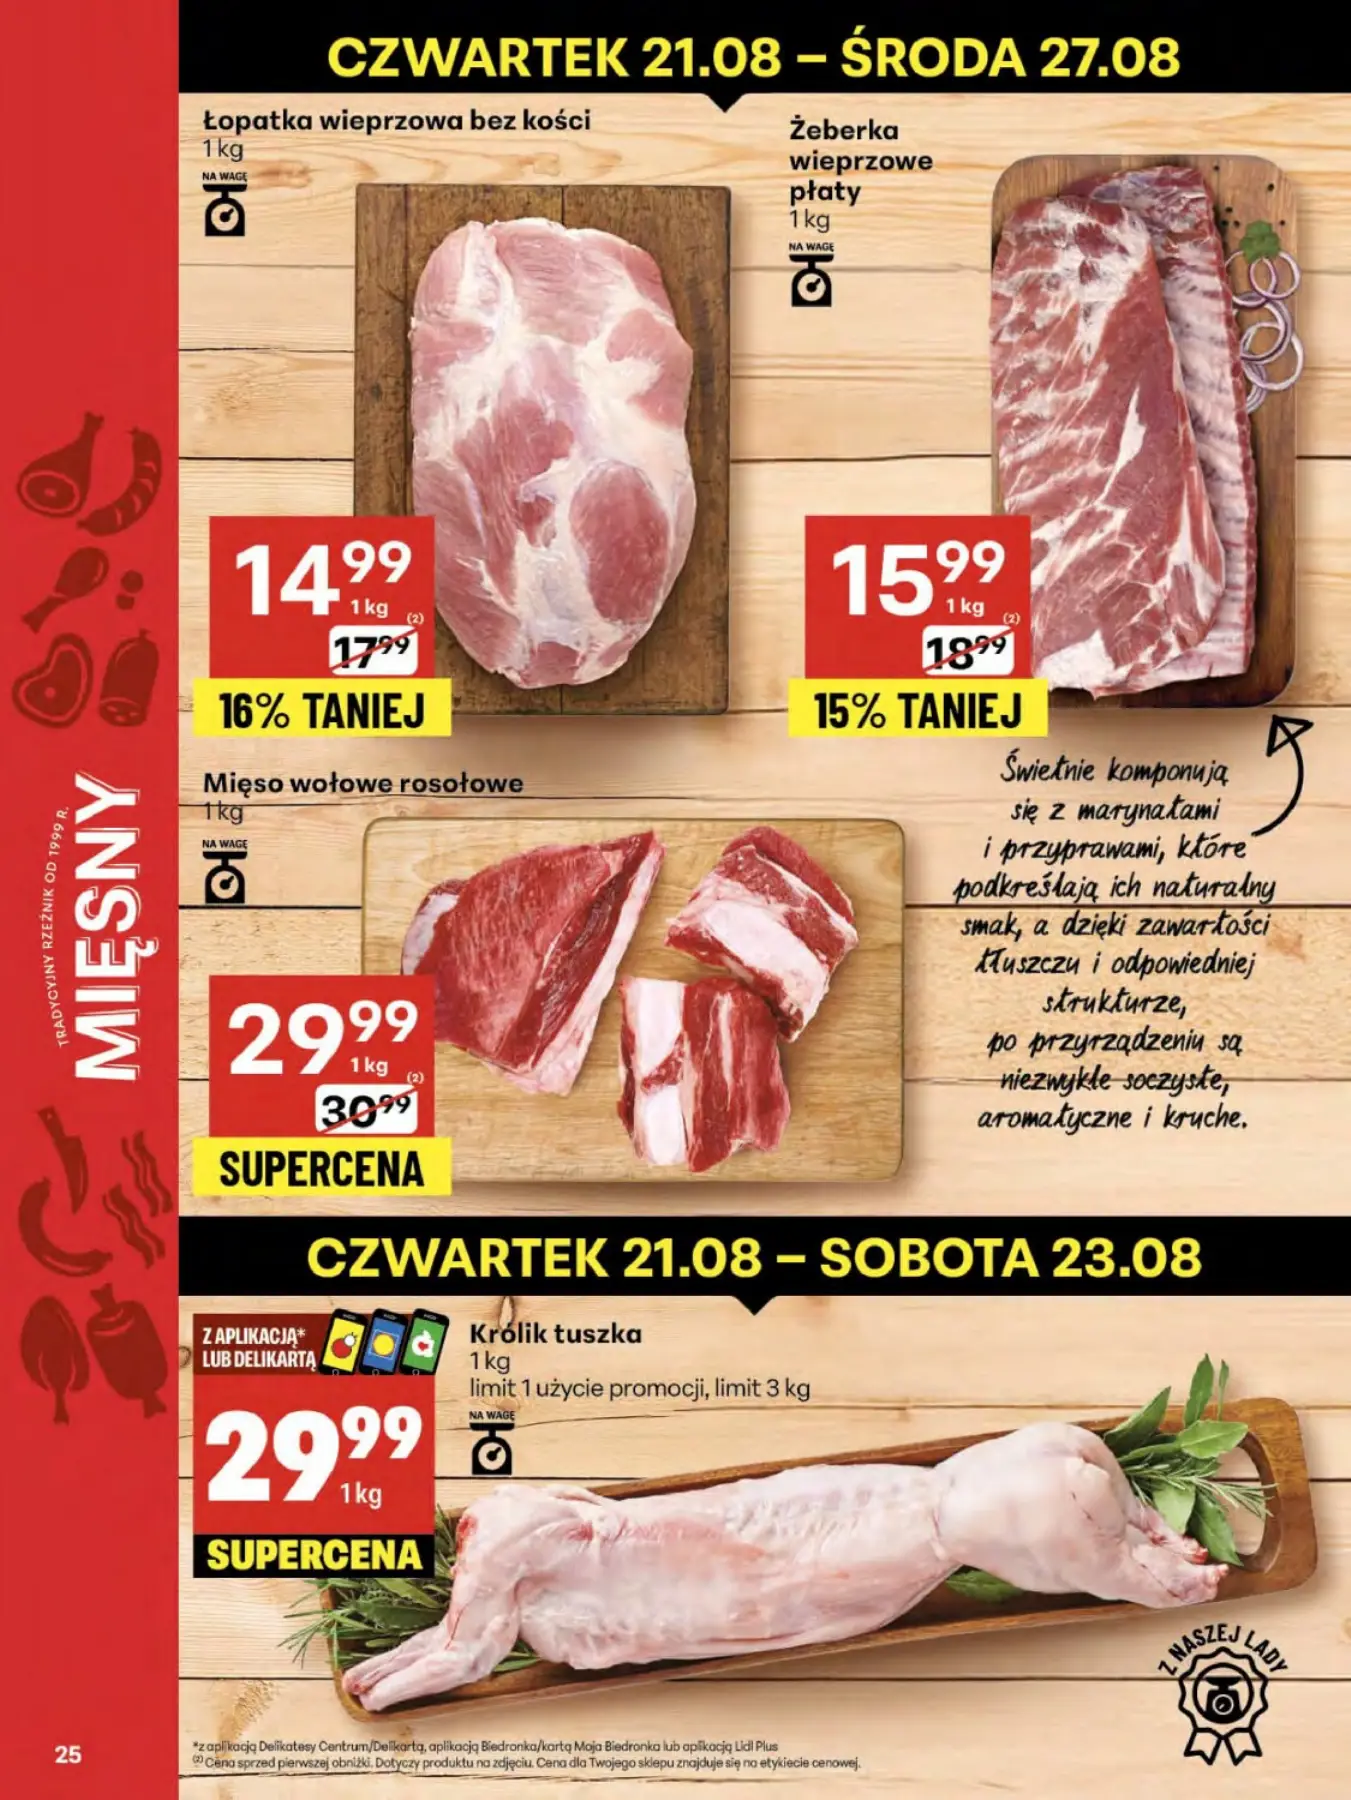 CZWARTEK 21.08 – ŚRODA 27.08
Łopatka wieprzowa bez kości
1 kg
NA WAGĘ
14 99
1 kg
(2)
17 99
16% TANIEJ
Żeberka
wieprzowe
płaty
1 kg
NA WAGĘ
15 99
1 kg
(2)
18 99
15% TANIEJ
Świetnie komponują
się z marynatami
i przyprawami, które
podkreślają ich naturalny
smak, a dzięki zawartości
tłuszczu i odpowiedniej
strukturze,
po przyrządzeniu są
niezwykle soczyste,
aromatyczne i kruche.
Mięso wołowe rosołowe
1 kg
NA WAGĘ
29 99
1 kg
(2)
30 99
SUPERCENA
TRADYCYJNY RZEŹNIK OD 1999 R.
MIĘSNY
CZWARTEK 21.08 – SOBOTA 23.08
Z APLIKACJĄ*
LUB DELIKARTĄ
29 99
1 kg
SUPERCENA
Królik tuszka
1 kg
limit 1 użycie promocji, limit 3 kg
NA WAGĘ
Z NASZEJ LADY
*z aplikacją Delikatesy Centrum/Delikartą, aplikacją Biedronka/kartą Moja Biedronka lub aplikacją Lidl Plus
(2) Cena sprzed pierwszej obniżki. Dotyczy produktu na zdjęciu. Cena dla Twojego sklepu znajduje się na etykiecie cenowej.
25